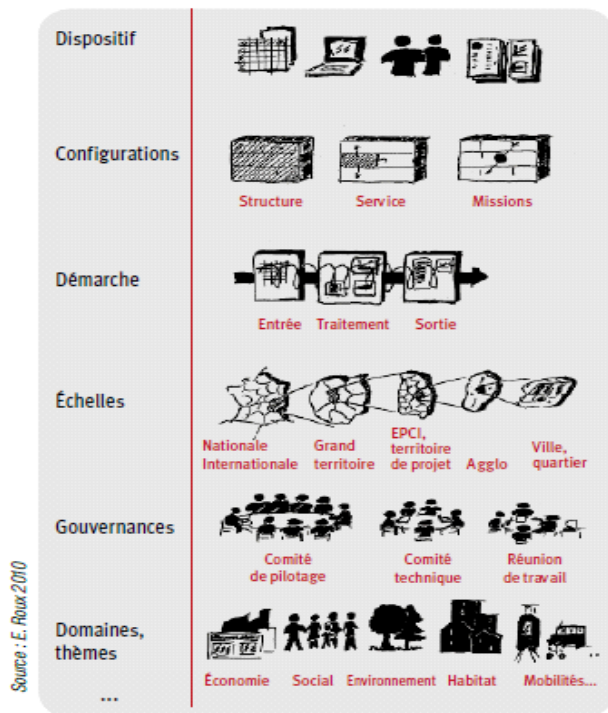 Dispositif
Configurations
Structure Service Missions
Démarche
Entrée Traitement Sortie
Échelles
Nationale
Internationale
Grand
territoire
EPCI,
territoire
de projet
Agglo
Ville,
quartier
Gouvernances
Comité
de pilotage
Comité
technique
Réunion
de travail
Domaines,
thèmes
Économie Social Environnement Habitat Mobilités...
...
Source : E. Roux 2010